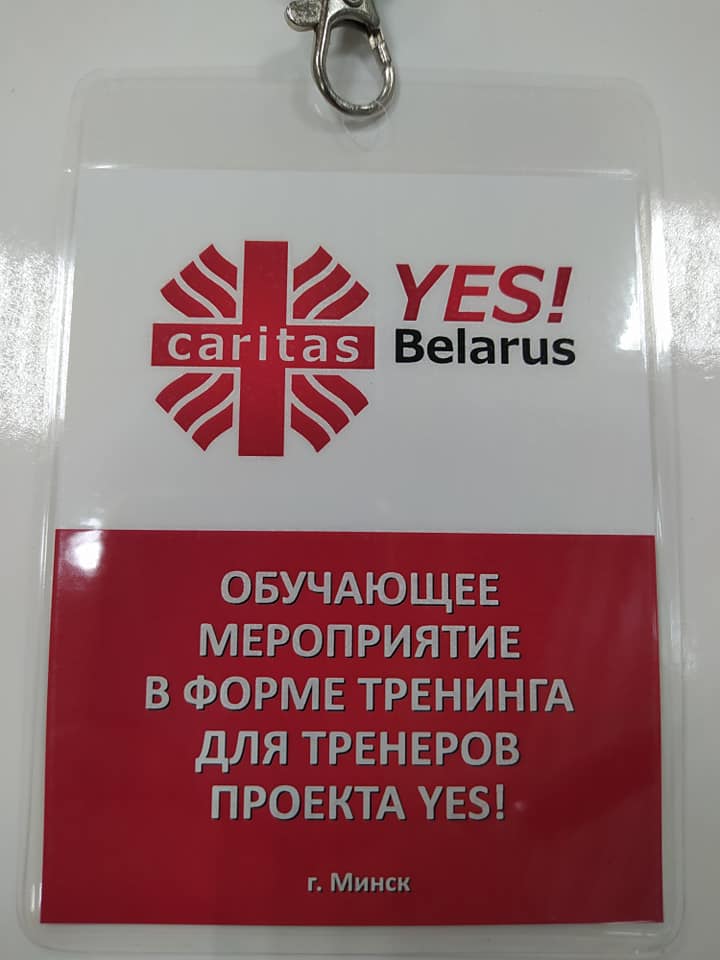 caritas
YES!
Belarus
ОБУЧАЮЩЕЕ
МЕРОПРИЯТИЕ
В ФОРМЕ ТРЕНИНГА
ДЛЯ ТРЕНЕРОВ
ПРОЕКТА YES!
г. Минск